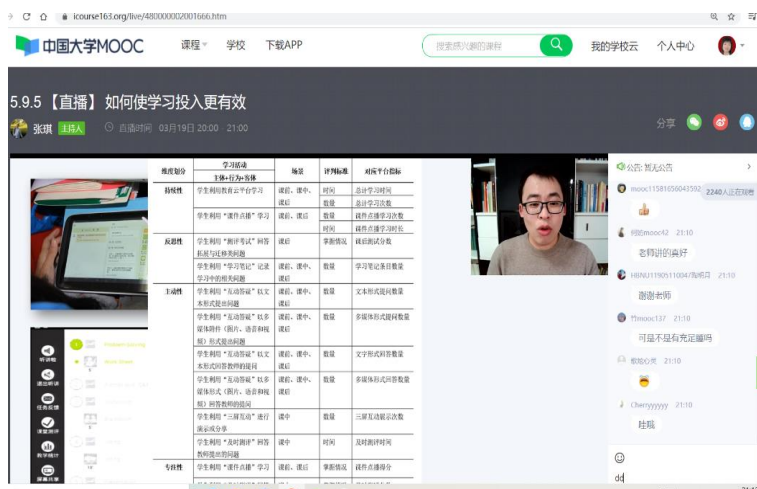 icourse163.org/live/480000002001666.htm
中国大学MOOC
课程
学校
下载APP
搜索感兴趣的课程
我的学校云
个人中心
5.9.5 【直播】 如何使学习投入更有效
张琪 主持人 直播时间 03月19日 20:00 - 21:00
分享
维度划分 学习活动 场景 评判标准 对应平台指标
主体+行为+客体
持续性 学生利用教育云平台学习 课前、课中、 时间 总计学习时间
课后 数量 总计学习次数
学生利用“课件点播”学习 课前、课后 数量 课件点播学习次数
时间 课件点播学习时长
反思性 学生利用“测评考试”回答 课后 掌握情况 课后测试分数
拓展与迁移类问题
学生利用“学习笔记”记录 课前、课中、 数量 学习笔记条目数量
学习中的相关问题 课后
主动性 学生利用“互动答疑”以文 课前、课中、 数量 文本形式提问数量
本形式提出问题 课后
学生利用“互动答疑”以多 课前、课中、 数量 多媒体形式提问数量
媒体附件（图片、语音和视 课后
频）形式提出问题
学生利用“互动答疑”以文 课前、课中、 数量 文字形式回答数量
本形式回答教师的提问 课后
学生利用“互动答疑”以多 课前、课中、 数量 多媒体形式回答数量
媒体形式（图片、语音和视 课后
频）回答教师的提问
学生利用“三屏互动”进行 课中 数量 三屏互动展示次数
演示或分享
学生利用“及时测评”回答 课中 时间 及时测评时间
教师提出的问题
专注性 学生利用“课件点播”学习 课前、课后 掌握情况 课件点播得分
公告: 暂无公告
mooc11581656043592
2240人正在观看
mooc42 21:10
老师讲的真好
21:10
谢谢老师
mooc137 21:10
可是不是有充足嘛吗
21:10
Cherryyyyyy 21:10
哇哦
dd